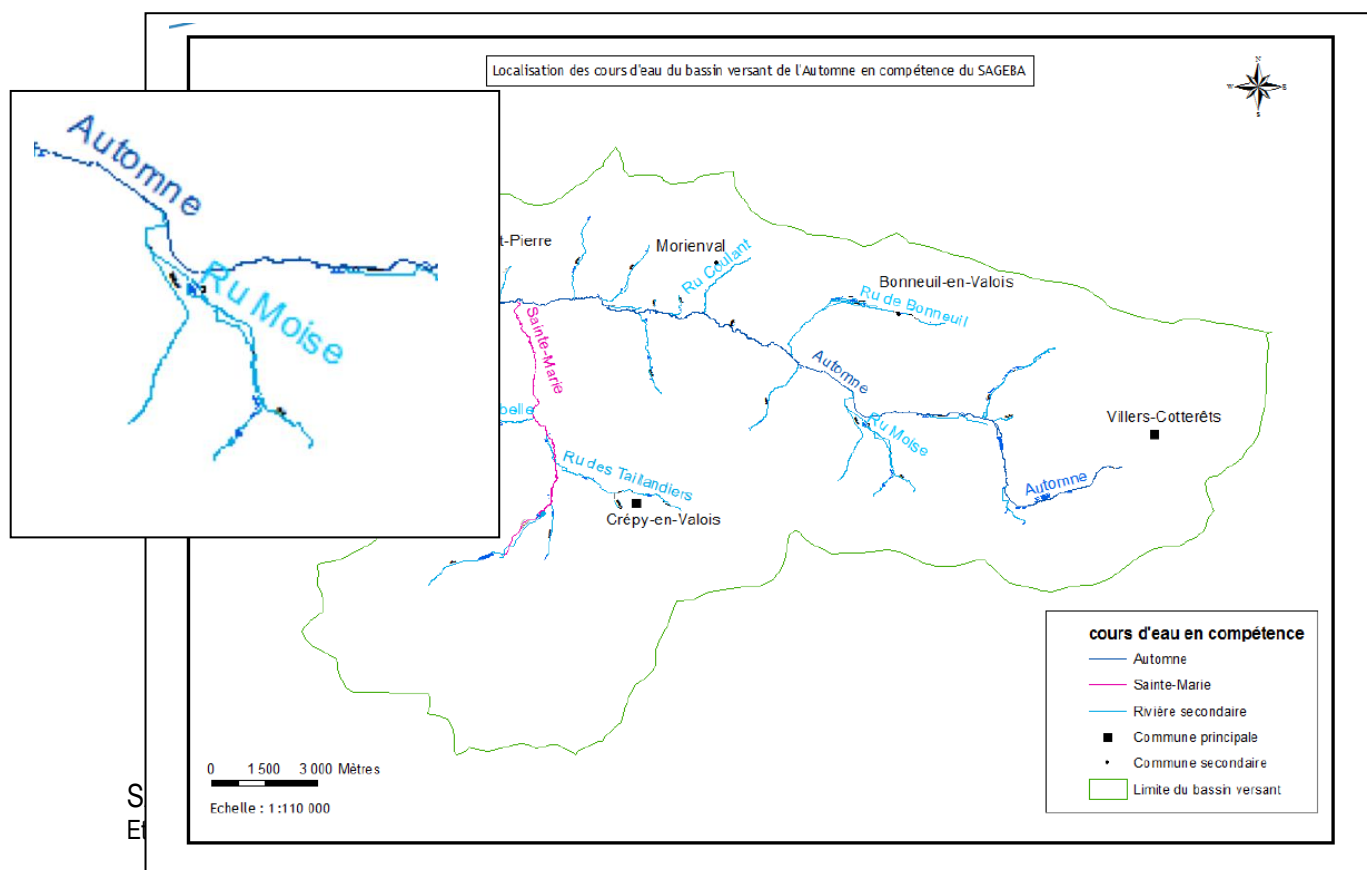 Localisation des cours d'eau du bassin versant de l'Automne en compétence du SAGEBA
N
W
E
S
Automne
Ru Moise
t-Pierre
Morienval
Ru Coulant
Bonneuil-en-Valois
Ru de Bonneuil
Sainte-Marie
Automne
belle
Ru Moise
Villers-Cotterêts
Ru des Taillandiers
Automne
Crépy-en-Valois
cours d'eau en compétence
Automne
Sainte-Marie
Rivière secondaire
Commune principale
Commune secondaire
Limite du bassin versant
0 1 500 3 000 Mètres
Echelle : 1:110 000
S
Et